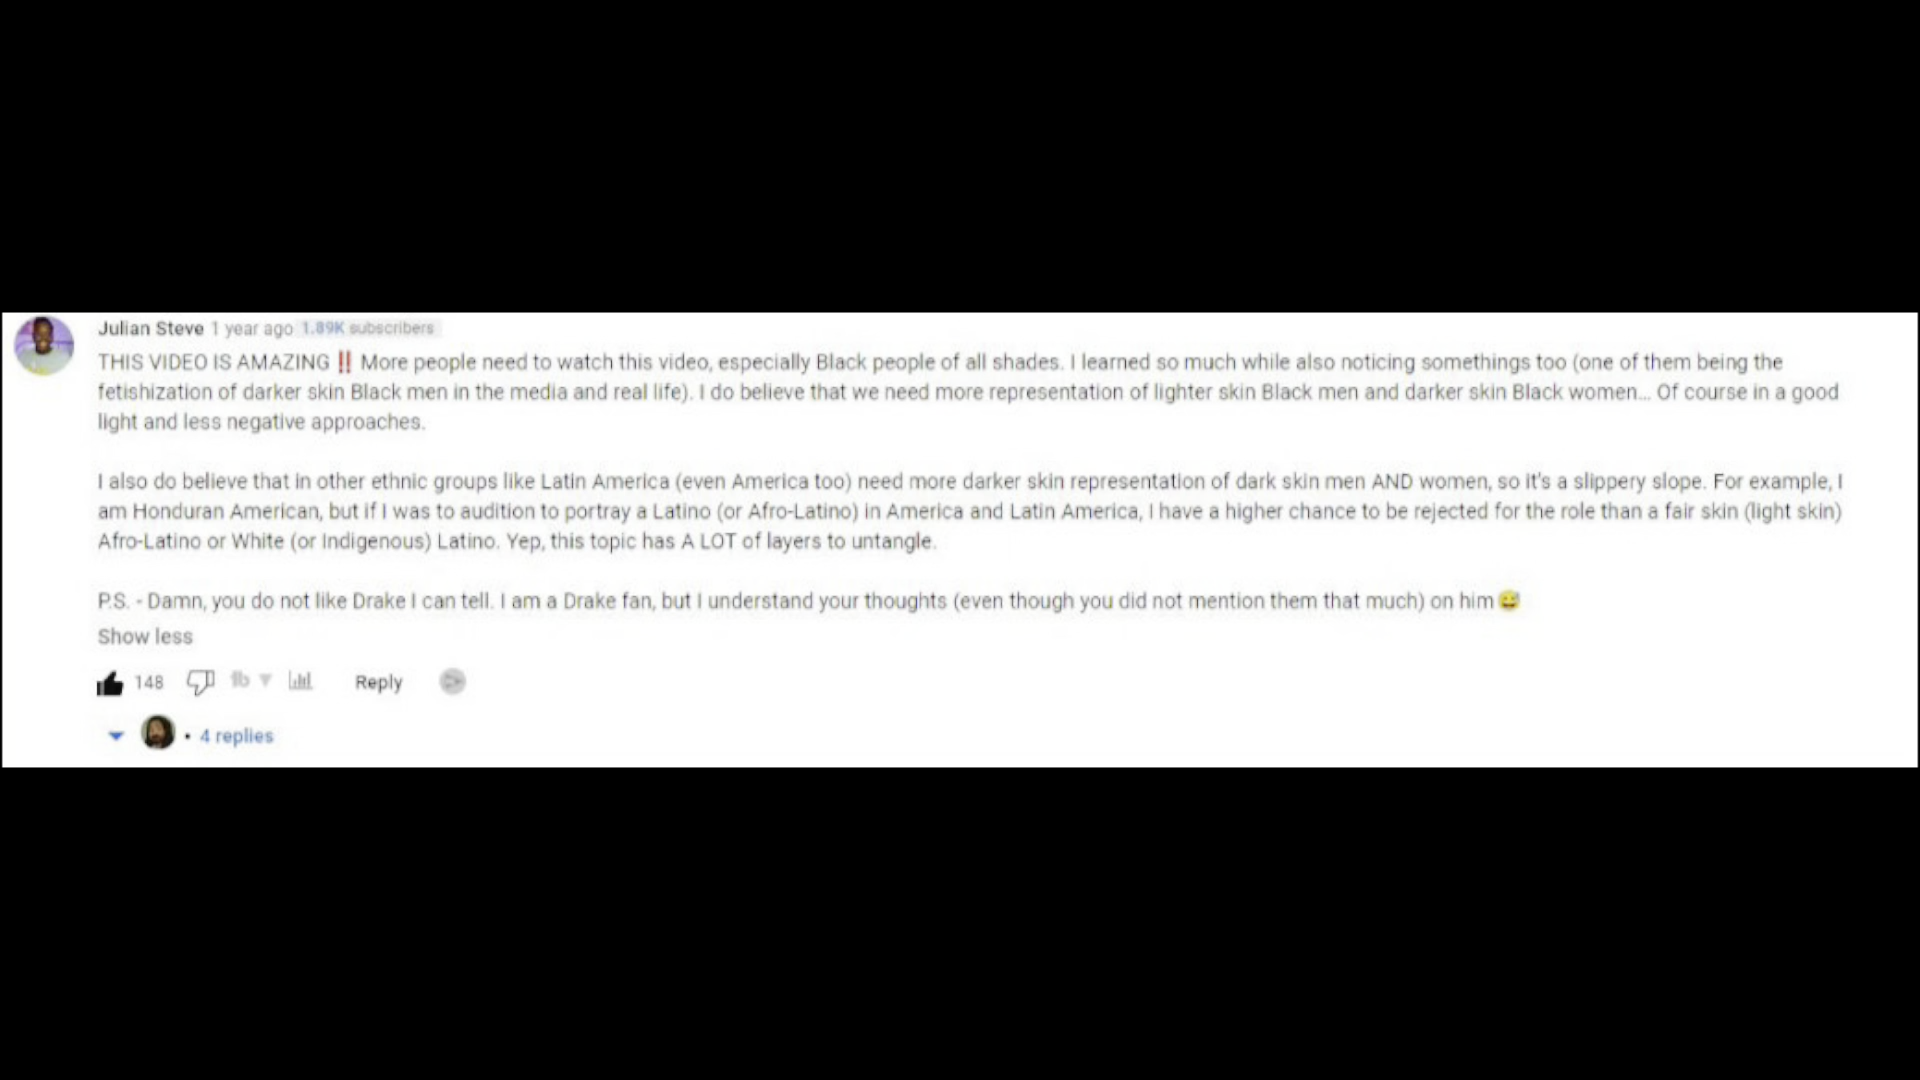 Julian Steve 1 year ago 1.89K subscribers
THIS VIDEO IS AMAZING ‼️ More people need to watch this video, especially Black people of all shades. I learned so much while also noticing somethings too (one of them being the
fetishization of darker skin Black men in the media and real life). I do believe that we need more representation of lighter skin Black men and darker skin Black women... Of course in a good
light and less negative approaches.
I also do believe that in other ethnic groups like Latin America (even America too) need more darker skin representation of dark skin men AND women, so it's a slippery slope. For example, I
am Honduran American, but if I was to audition to portray a Latino (or Afro-Latino) in America and Latin America, I have a higher chance to be rejected for the role than a fair skin (light skin)
Afro-Latino or White (or Indigenous) Latino. Yep, this topic has A LOT of layers to untangle.
P.S. - Damn, you do not like Drake I can tell. I am a Drake fan, but I understand your thoughts (even though you did not mention them that much) on him😅
Show less
148 Reply
• 4 replies